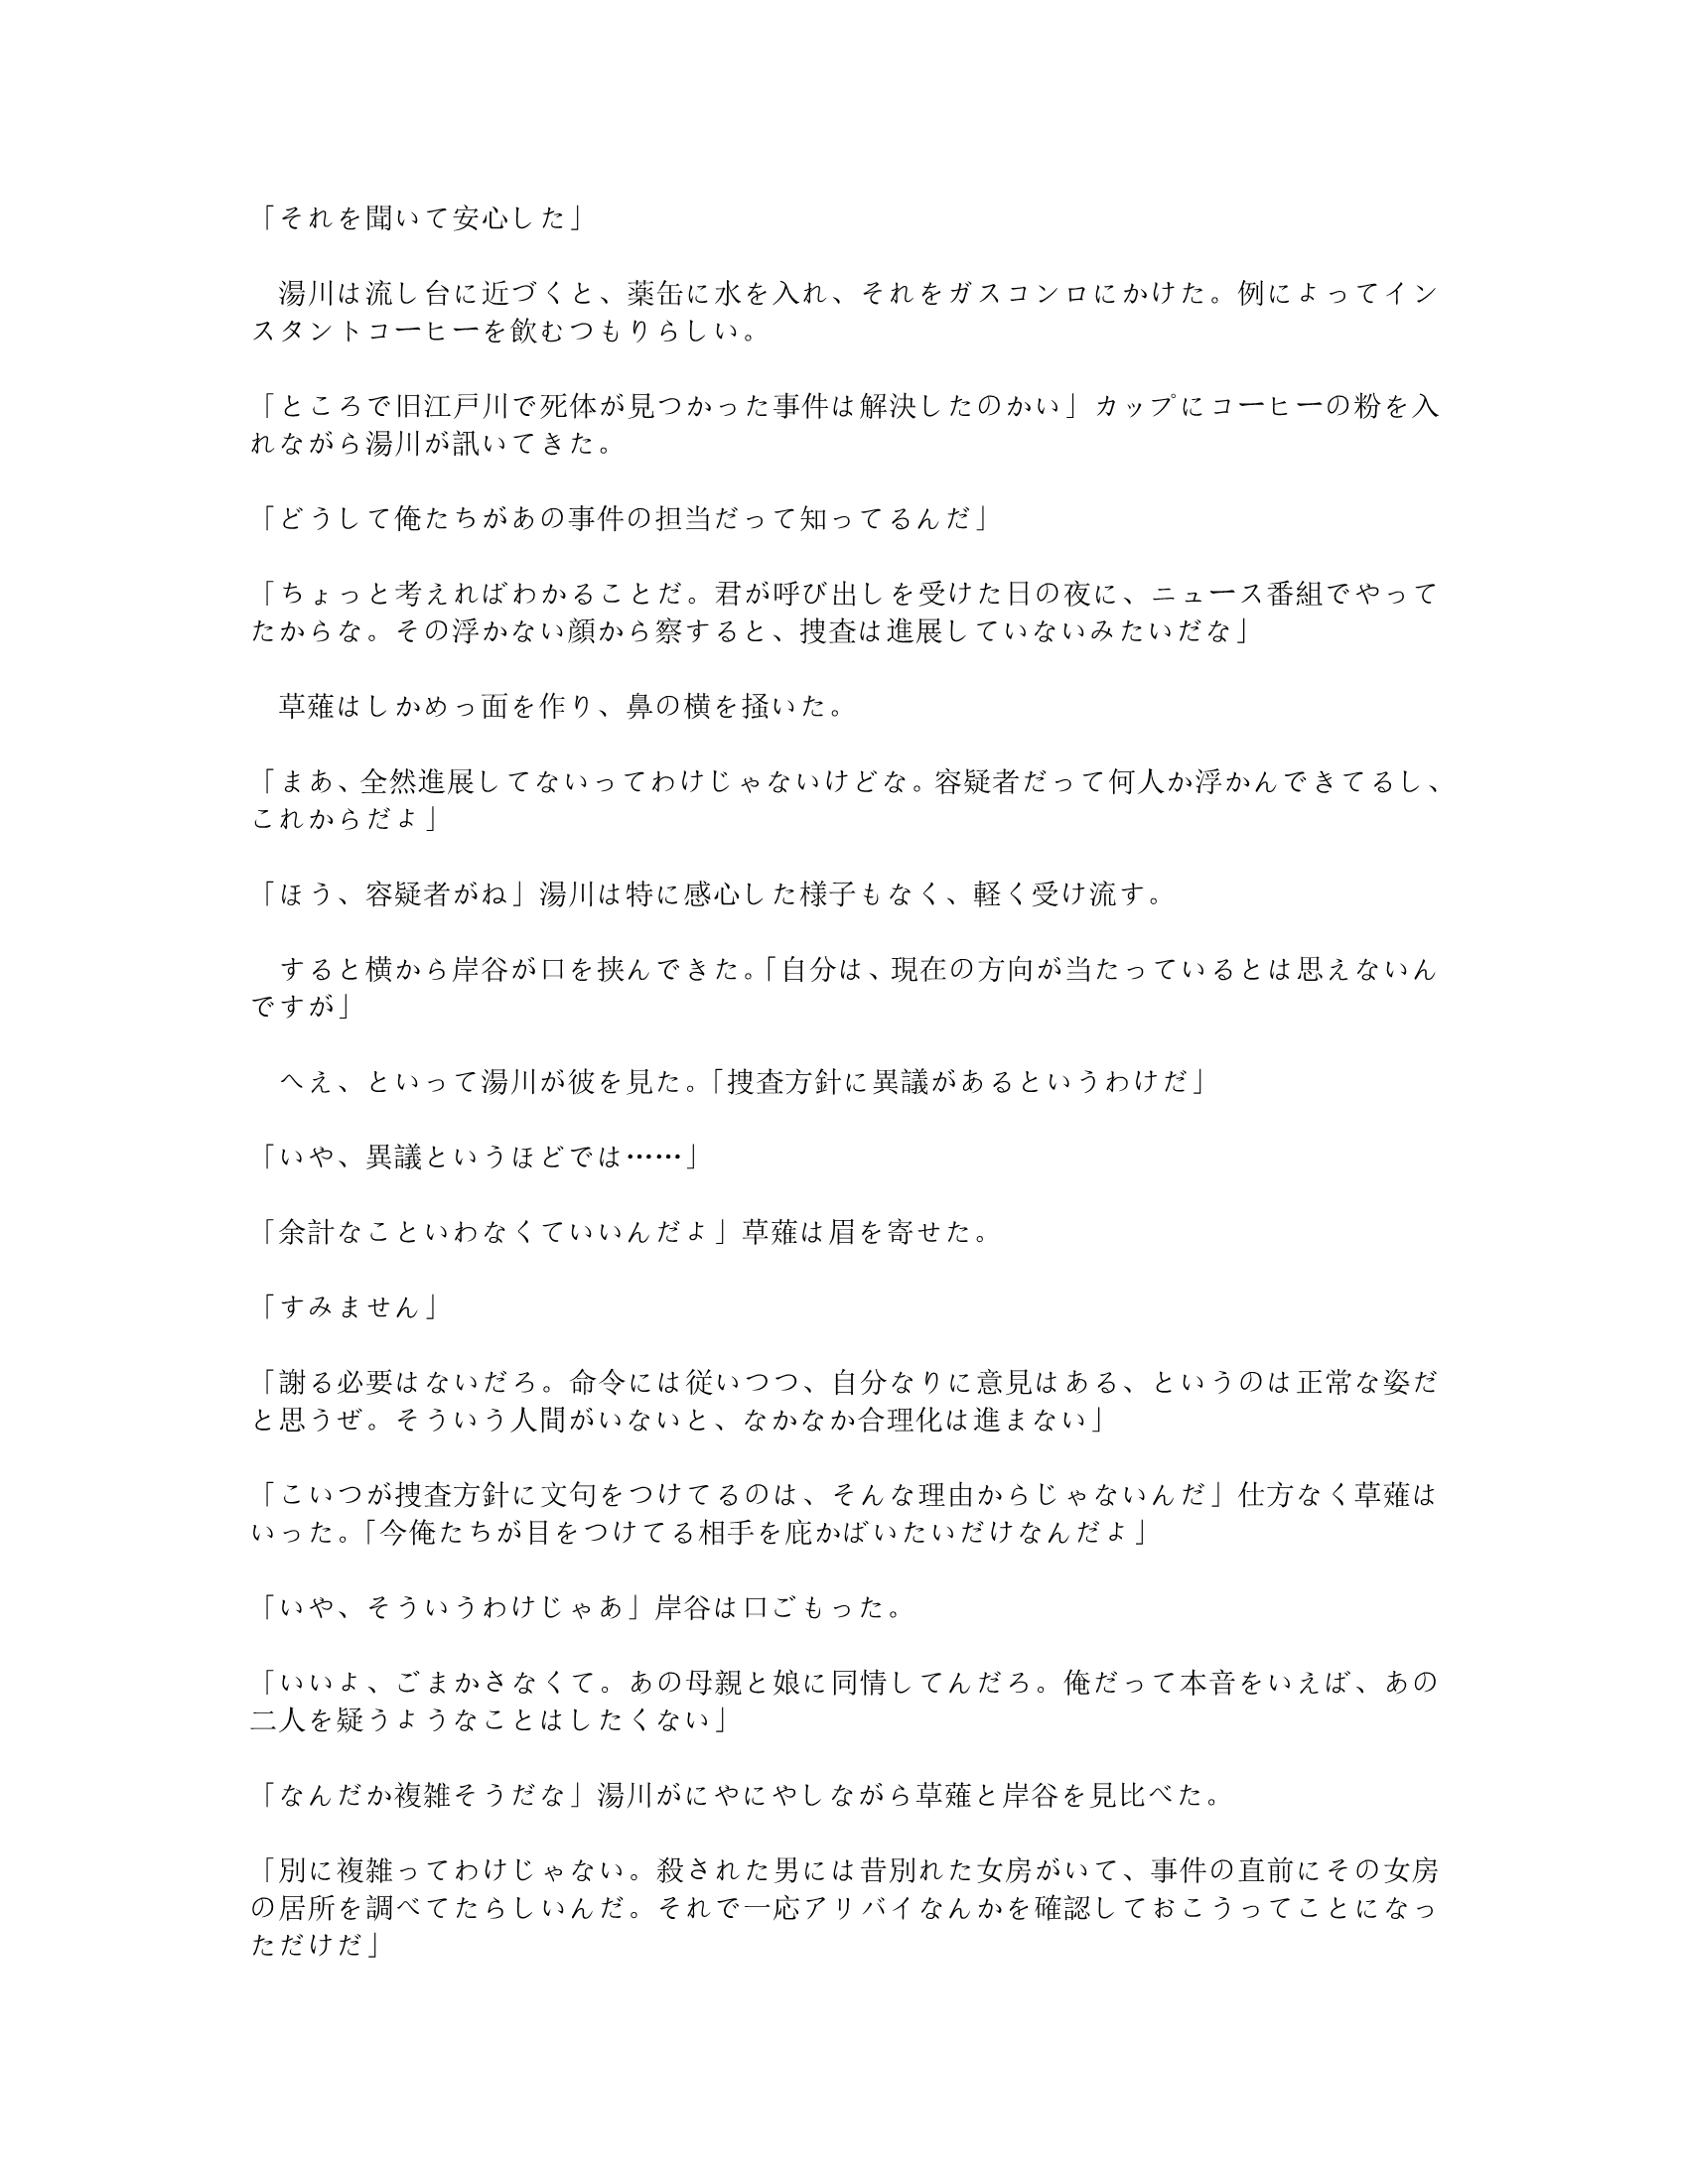 「それを聞いて安心した」
　湯川は流し台に近づくと、薬缶に水を入れ、それをガスコンロにかけた。例によってイン
スタントコーヒーを飲むつもりらしい。
「ところで旧江戸川で死体が見つかった事件は解決したのかい」カップにコーヒーの粉を入
れながら湯川が訊いてきた。
「どうして俺たちがあの事件の担当だって知ってるんだ」
「ちょっと考えればわかることだ。君が呼び出しを受けた日の夜に、ニュース番組でやって
たからな。その浮かない顔から察すると、捜査は進展していないみたいだな」
　草薙はしかめっ面を作り、鼻の横を掻いた。
「まあ、全然進展してないってわけじゃないけどな。容疑者だって何人か浮かんできてるし、
これからだよ」
「ほう、容疑者がね」湯川は特に感心した様子もなく、軽く受け流す。
　すると横から岸谷が口を挟んできた。「自分は、現在の方向が当たっているとは思えないん
ですが」
　へえ、といって湯川が彼を見た。「捜査方針に異議があるというわけだ」
「いや、異議というほどでは……」
「余計なこといわなくていいんだよ」草薙は眉を寄せた。
「すみません」
「謝る必要はないだろ。命令には従いつつ、自分なりに意見はある、というのは正常な姿だ
と思うぜ。そういう人間がいないと、なかなか合理化は進まない」
「こいつが捜査方針に文句をつけてるのは、そんな理由からじゃないんだ」仕方なく草薙は
いった。「今俺たちが目をつけてる相手を庇かばいたいだけなんだよ」
「いや、そういうわけじゃあ」岸谷は口ごもった。
「いいよ、ごまかさなくて。あの母親と娘に同情してんだろ。俺だって本音をいえば、あの
二人を疑うようなことはしたくない」
「なんだか複雑そうだな」湯川がにやにやしながら草薙と岸谷を見比べた。
「別に複雑ってわけじゃない。殺された男には昔別れた女房がいて、事件の直前にその女房
の居所を調べてたらしいんだ。それで一応アリバイなんかを確認しておこうってことになっ
ただけだ」